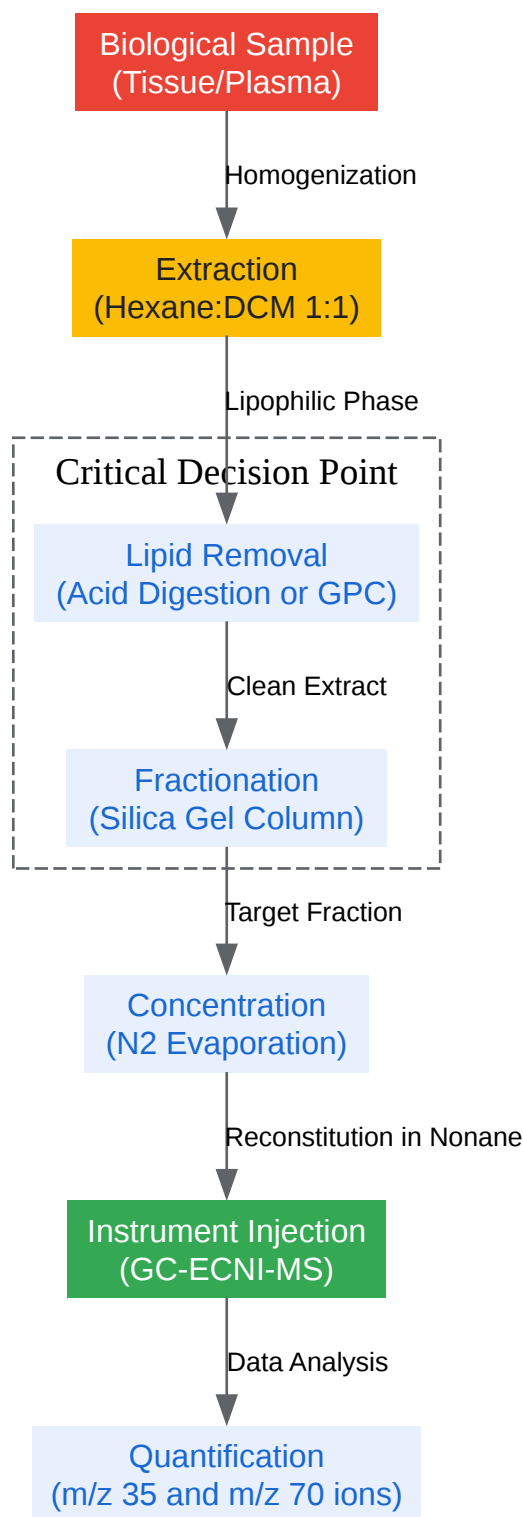 Biological Sample
(Tissue/Plasma)
Homogenization
Extraction
(Hexane:DCM 1:1)
Lipophilic Phase
Critical Decision Point
Lipid Removal
(Acid Digestion or GPC)
Clean Extract
Fractionation
(Silica Gel Column)
Target Fraction
Concentration
(N2 Evaporation)
Reconstitution in Nonane
Instrument Injection
(GC-ECNI-MS)
Data Analysis
Quantification
(m/z 35 and m/z 70 ions)